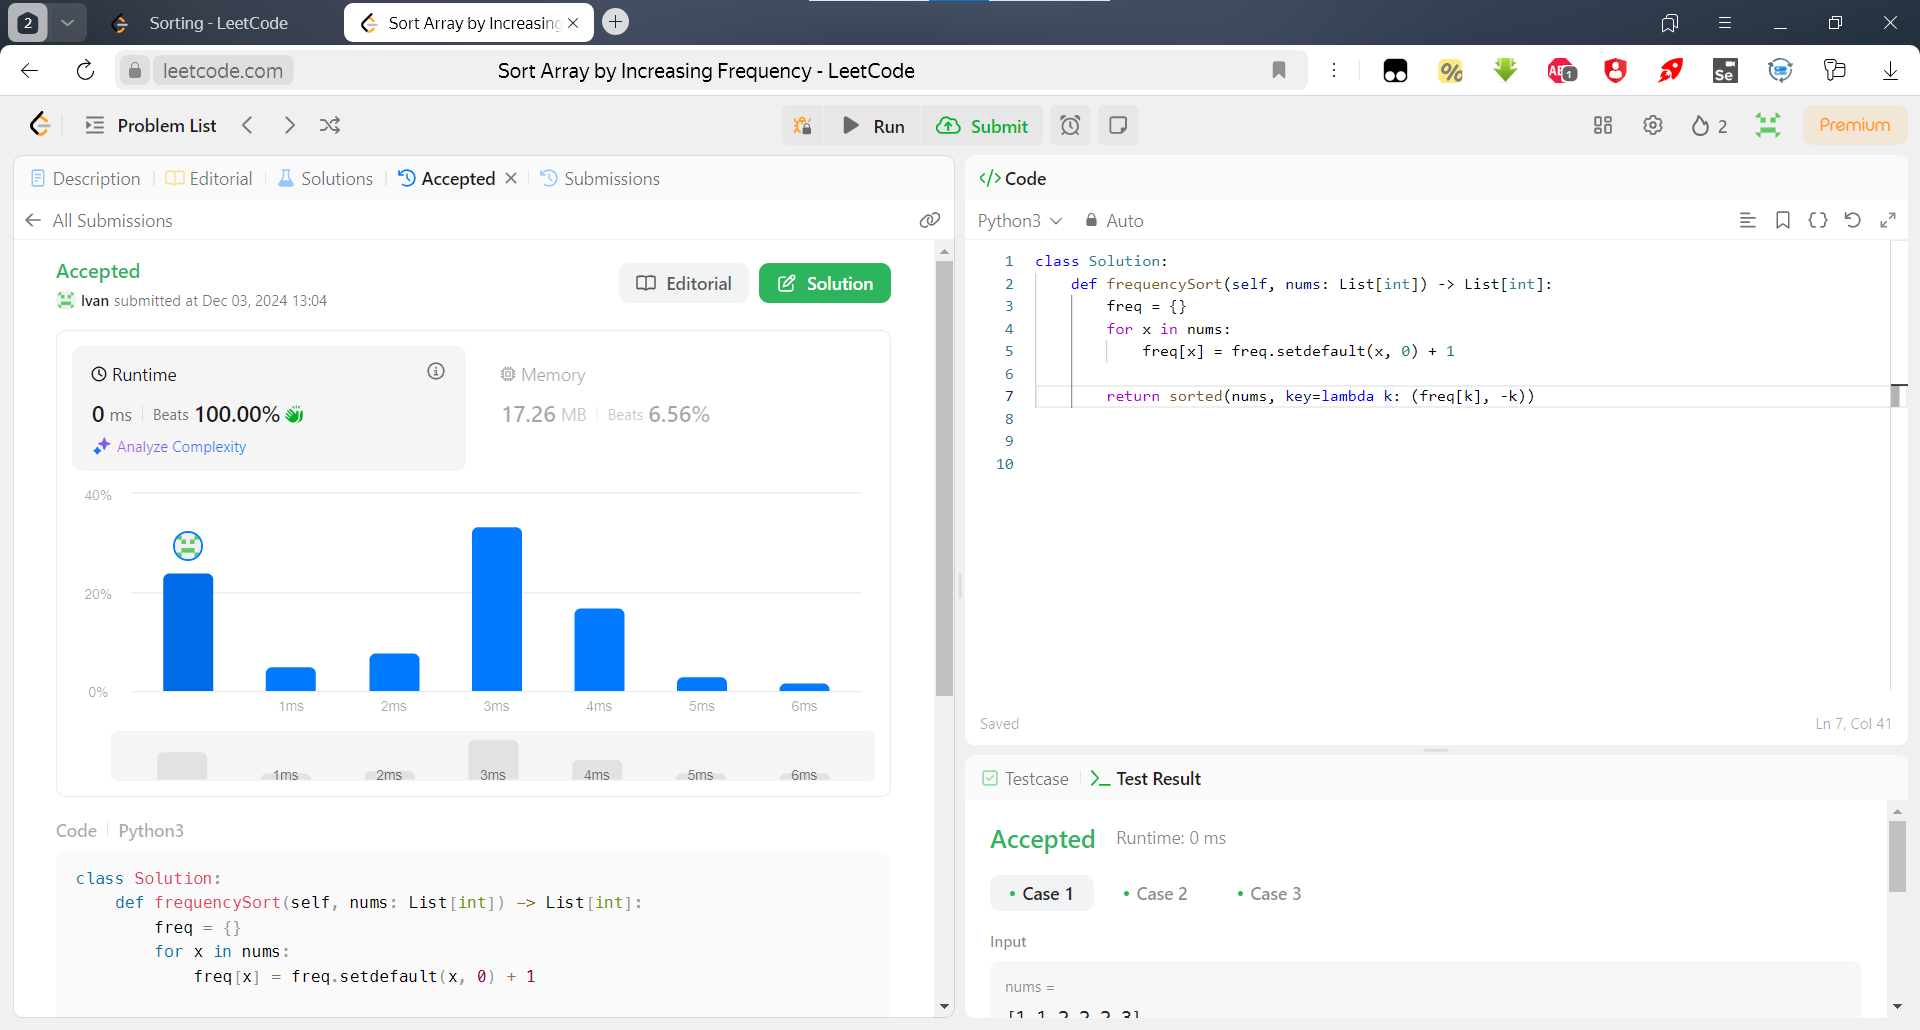 2
Sorting - LeetCode
Sort Array by Increasing
leetcode.com
Sort Array by Increasing Frequency - LeetCode
%
1
Se
Problem List
Run
Submit
2
Premium
Description
Editorial
Solutions
Accepted
Submissions
All Submissions
Accepted
Ivan submitted at Dec 03, 2024 13:04
Editorial
Solution
Runtime
0 ms
Beats 100.00%
Analyze Complexity
Memory
17.26 MB
Beats 6.56%
40%
20%
0%
1ms 2ms 3ms 4ms 5ms 6ms
1ms 2ms 3ms 4ms 5ms 6ms
Code
Python3
class Solution:
    def frequencySort(self, nums: List[int]) -> List[int]:
        freq = {}
        for x in nums:
            freq[x] = freq.setdefault(x, 0) + 1
</> Code
Python3
Auto
1 class Solution:
2     def frequencySort(self, nums: List[int]) -> List[int]:
3         freq = {}
4         for x in nums:
5             freq[x] = freq.setdefault(x, 0) + 1
6
7         return sorted(nums, key=lambda k: (freq[k], -k))
8
9
10
Saved
Ln 7, Col 41
Testcase
Test Result
Accepted
Runtime: 0 ms
Case 1
Case 2
Case 3
Input
nums =